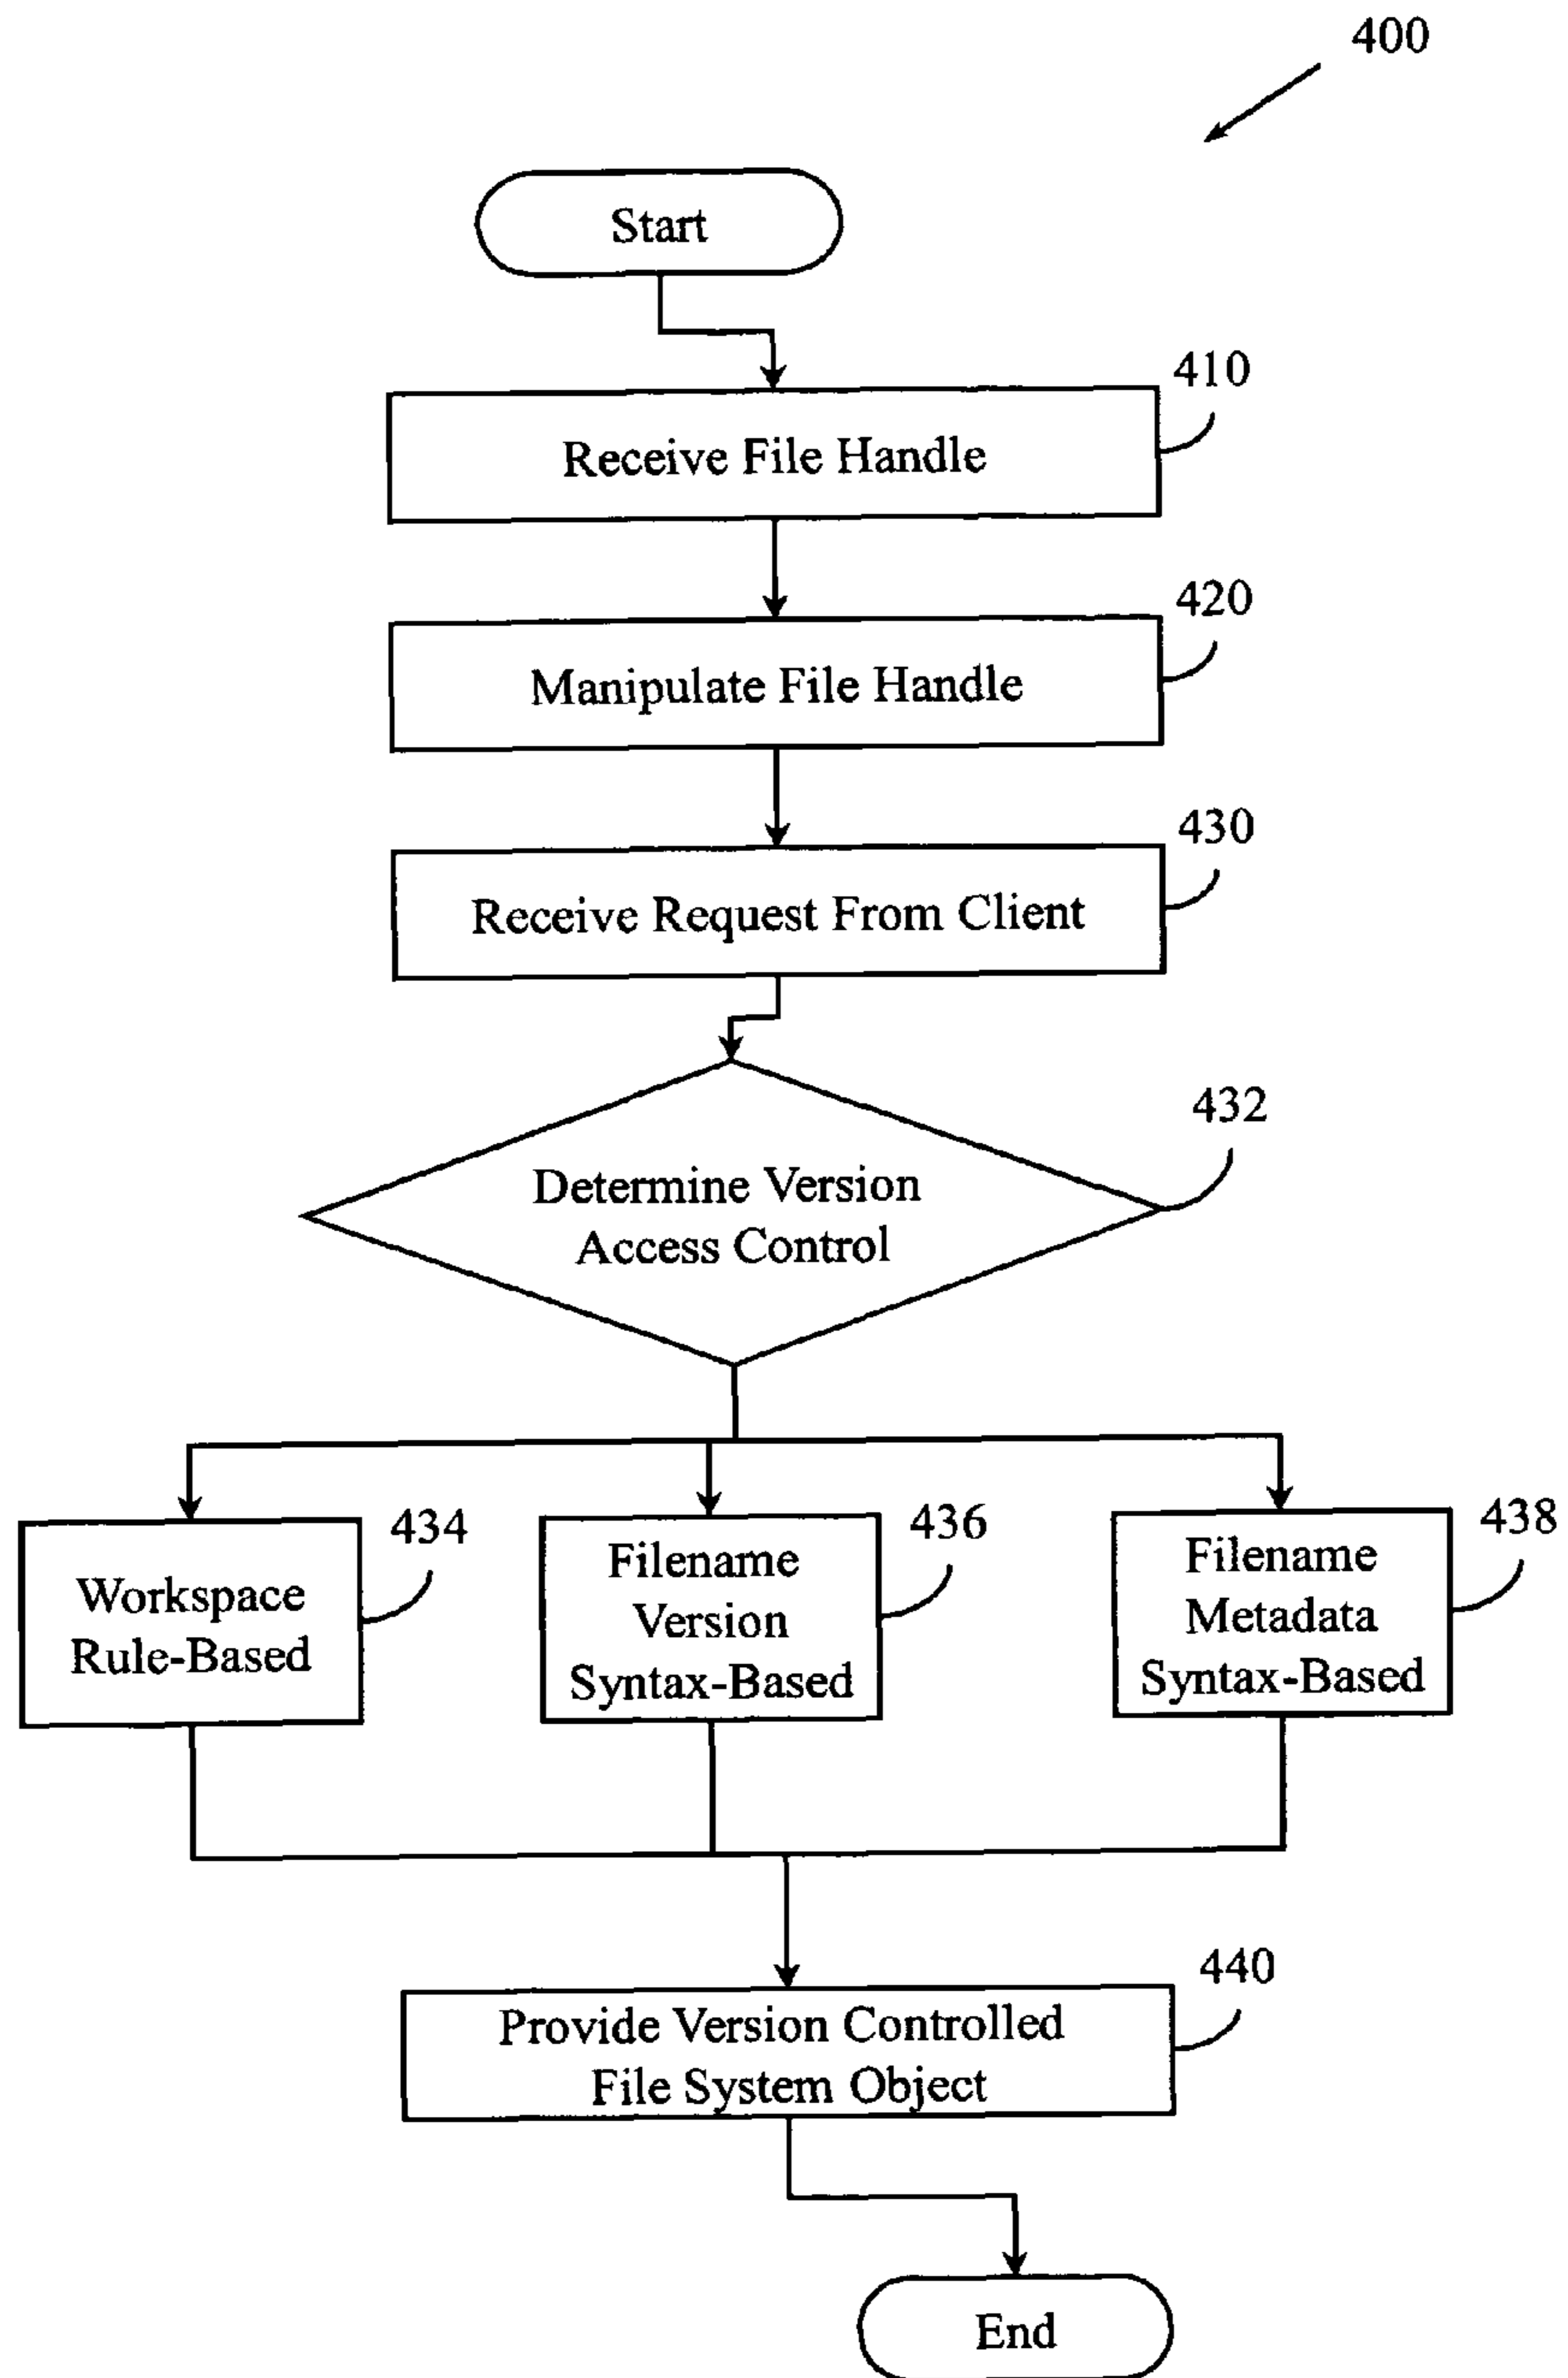 400
Start
410
Receive File Handle
420
Manipulate File Handle
430
Receive Request From Client
432
Determine Version
Access Control
434
Workspace
Rule-Based
436
Filename
Version
Syntax-Based
438
Filename
Metadata
Syntax-Based
440
Provide Version Controlled
File System Object
End